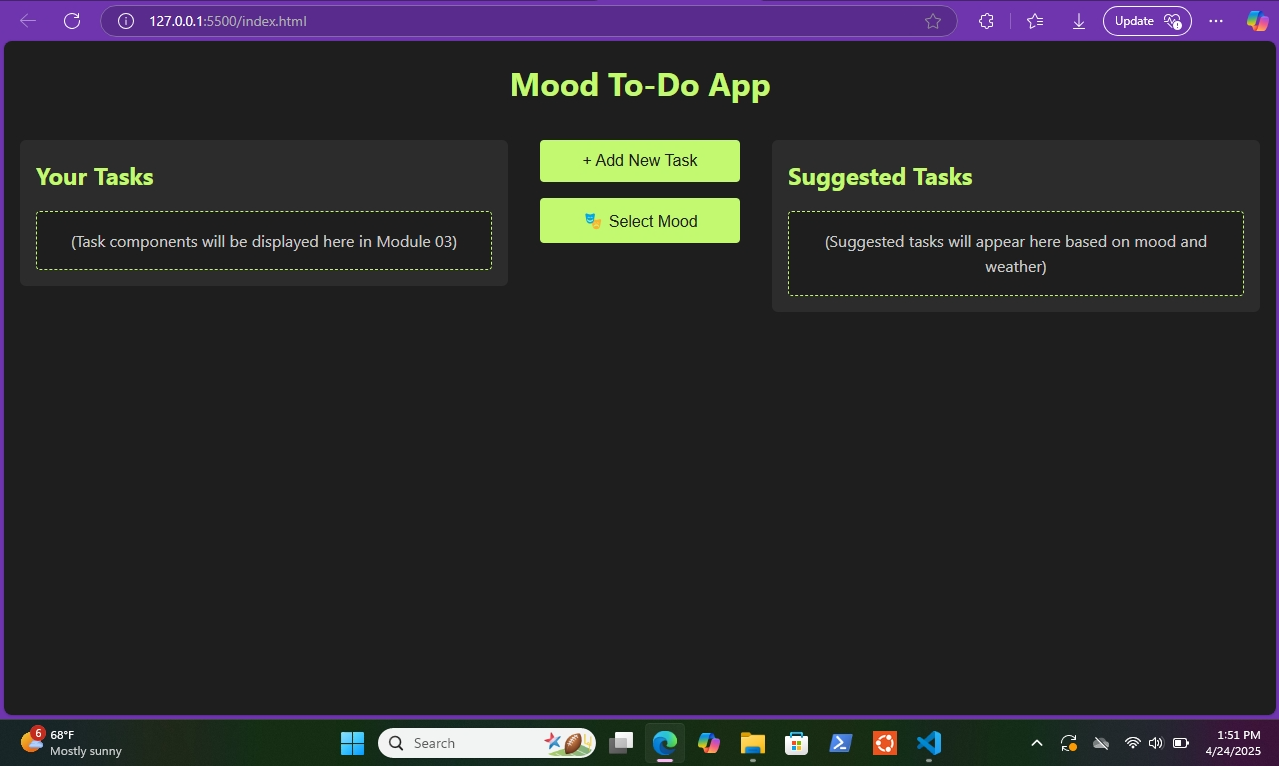 127.0.0.1:5500/index.html
Update
Mood To-Do App
Your Tasks
(Task components will be displayed here in Module 03)
+ Add New Task
🎭 Select Mood
Suggested Tasks
(Suggested tasks will appear here based on mood and
weather)
6
68°F
Mostly sunny
Search
1:51 PM
4/24/2025